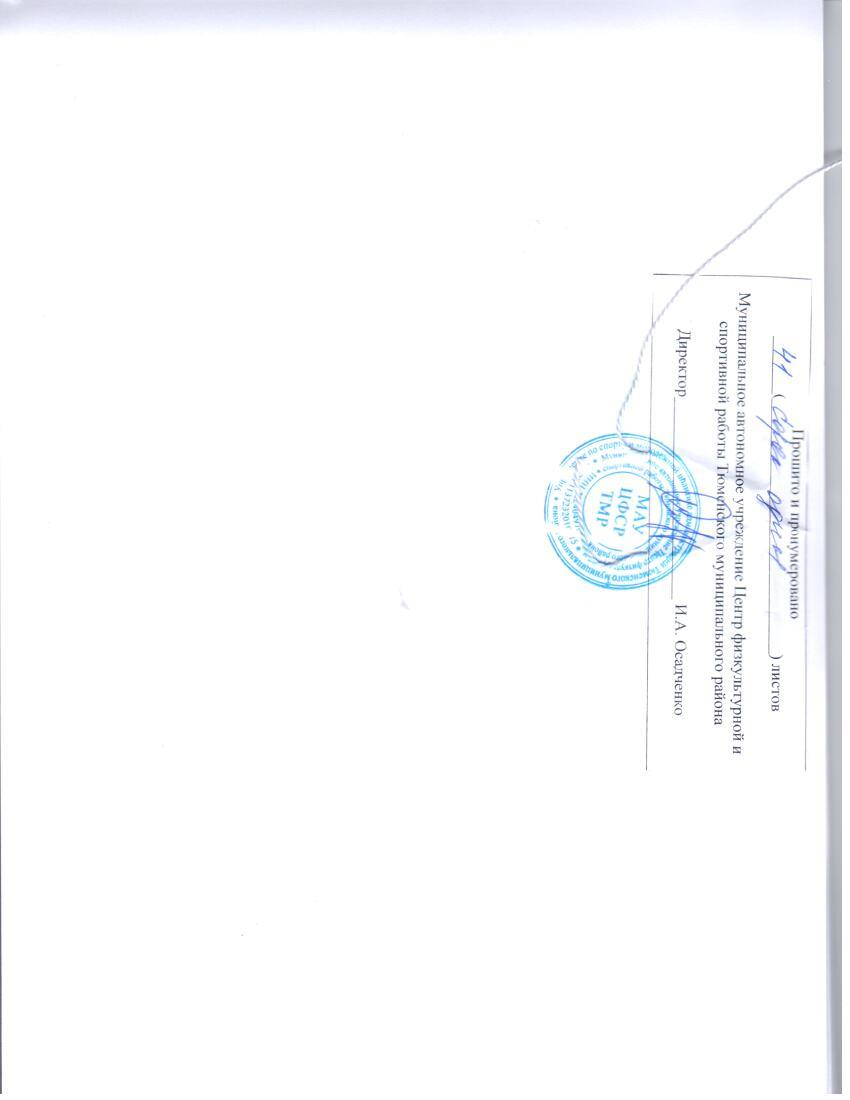 Прошито и пронумеровано
41 (сорок один) листов
Муниципальное автономное учреждение Центр физкультурной и
спортивной работы Тюменского муниципального района
Директор И.А. Осадченко
МАУ
ЦФСР
ТМР